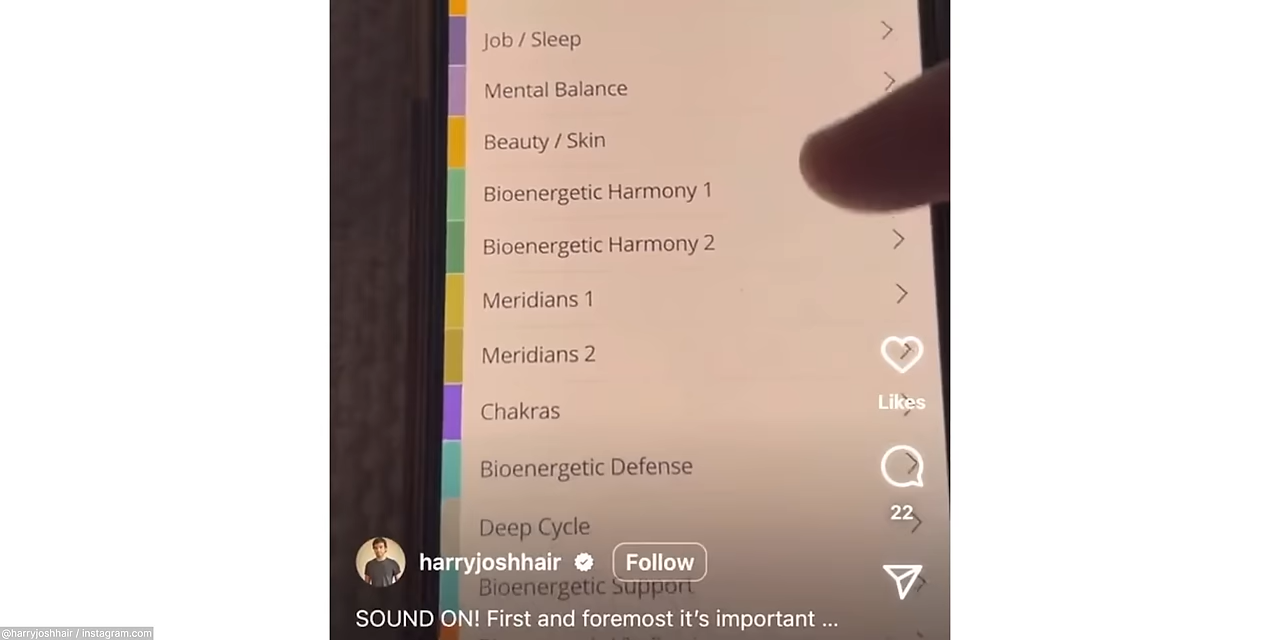 Job / Sleep
Mental Balance
Beauty / Skin
Bioenergetic Harmony 1
Bioenergetic Harmony 2
Meridians 1
Meridians 2
Chakras
Likes
Bioenergetic Defense
22
Deep Cycle
harryjoshhair Follow
Bioenergetic Support
SOUND ON! First and foremost it’s important ...
@harryjoshhair / instagram.com